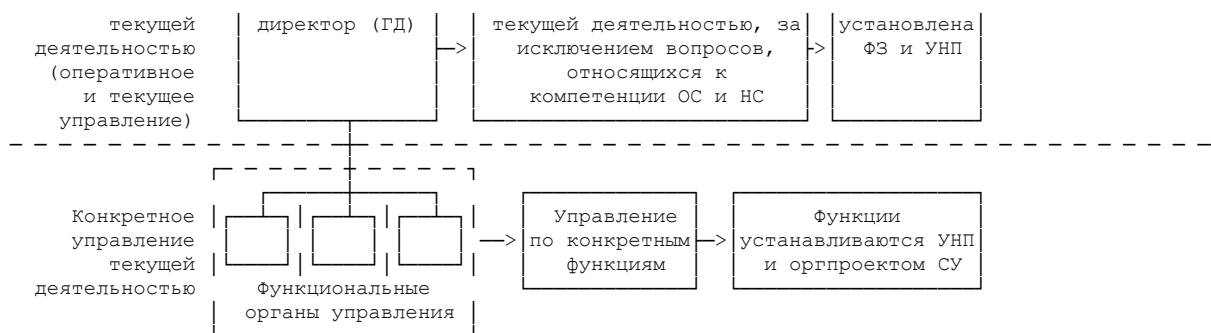 текущей директор (ГД) текущей деятельностью, за установлена
деятельностью исключением вопросов, ФЗ и УНП
(оперативное относящихся к
и текущее компетенции ОС и НС
управление)
Конкретное Управление Функции
управление по конкретным устанавливаются УНП
текущей функциям и оргпроектом СУ
деятельностью Функциональные
органы управления